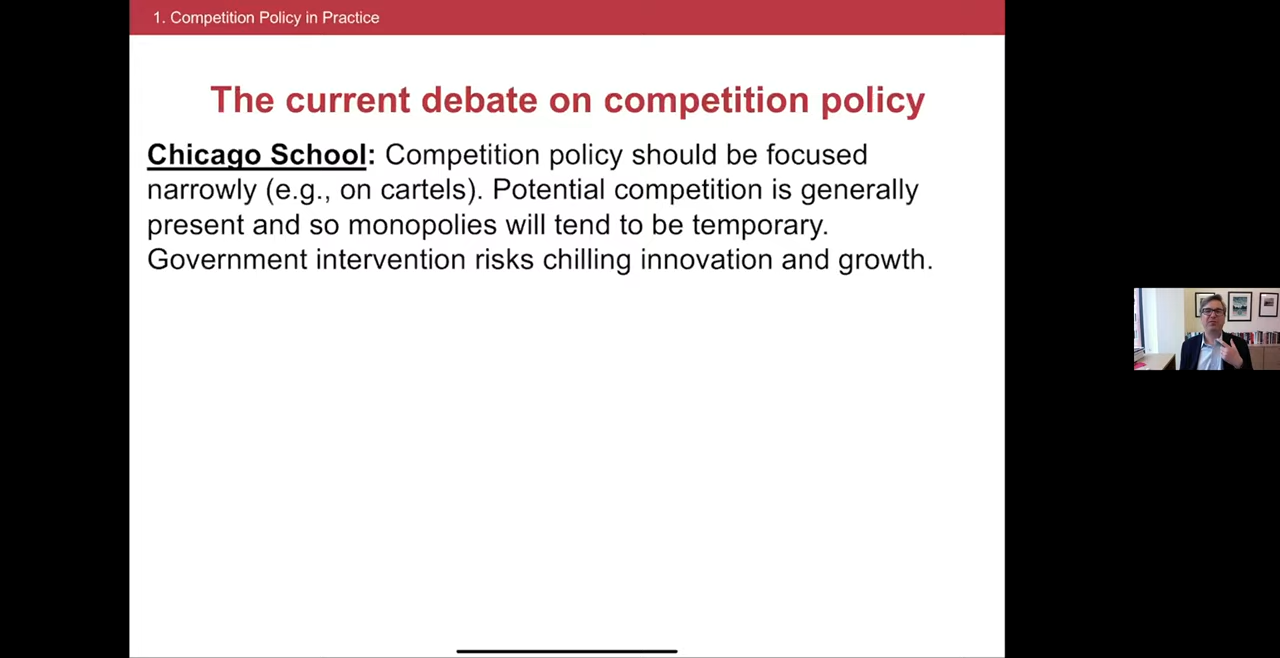 1. Competition Policy in Practice
The current debate on competition policy
Chicago School: Competition policy should be focused
narrowly (e.g., on cartels). Potential competition is generally
present and so monopolies will tend to be temporary.
Government intervention risks chilling innovation and growth.